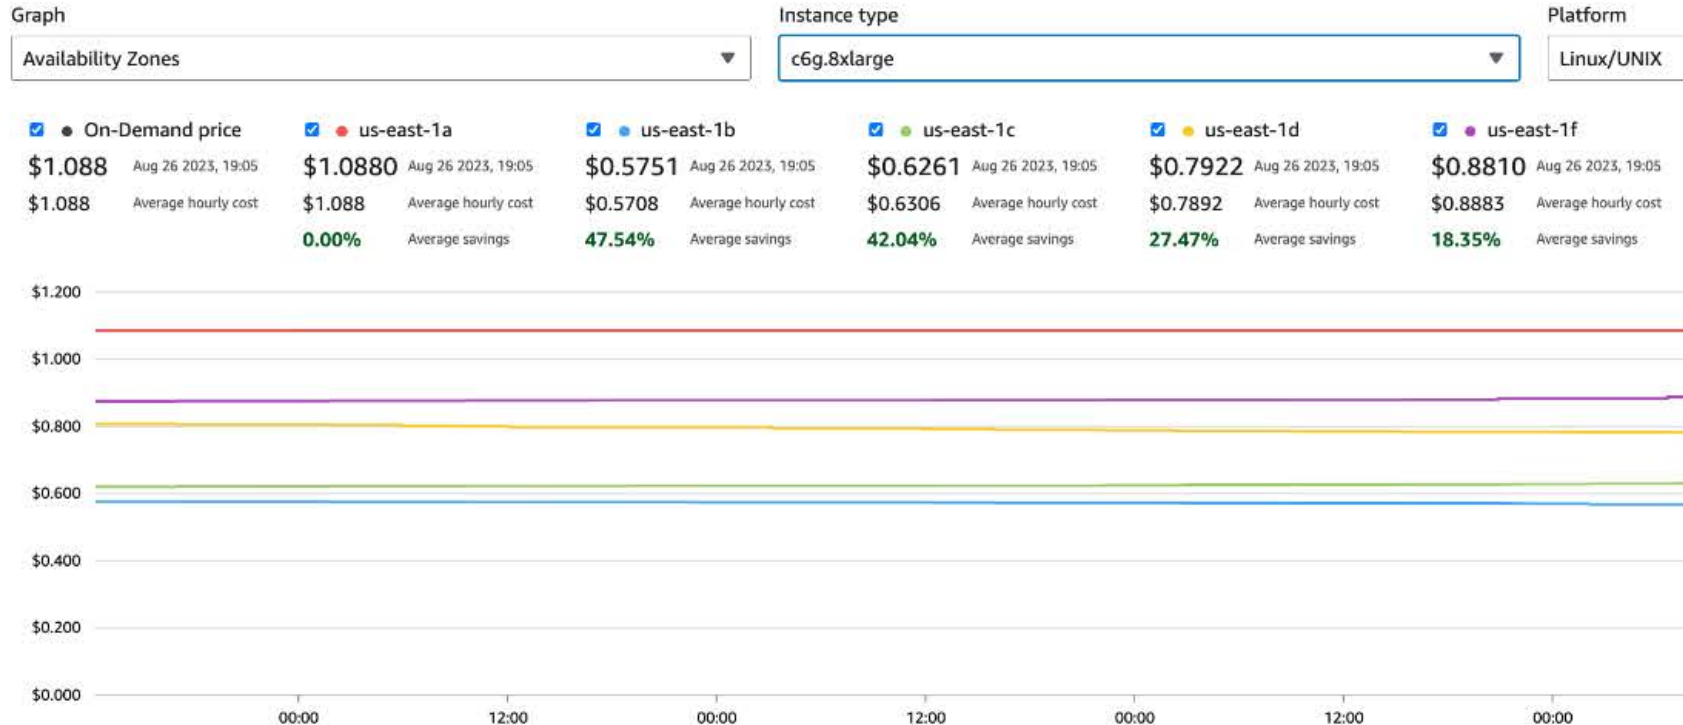 Graph
Instance type
Platform
Availability Zones
c6g.8xlarge
Linux/UNIX
On-Demand price
$1.088 Aug 26 2023, 19:05
$1.088 Average hourly cost
us-east-1a
$1.0880 Aug 26 2023, 19:05
$1.088 Average hourly cost
0.00% Average savings
us-east-1b
$0.5751 Aug 26 2023, 19:05
$0.5708 Average hourly cost
47.54% Average savings
us-east-1c
$0.6261 Aug 26 2023, 19:05
$0.6306 Average hourly cost
42.04% Average savings
us-east-1d
$0.7922 Aug 26 2023, 19:05
$0.7892 Average hourly cost
27.47% Average savings
us-east-1f
$0.8810 Aug 26 2023, 19:05
$0.8883 Average hourly cost
18.35% Average savings
$1.200
$1.000
$0.800
$0.600
$0.400
$0.200
$0.000
00:00 12:00 00:00 12:00 00:00 12:00 00:00